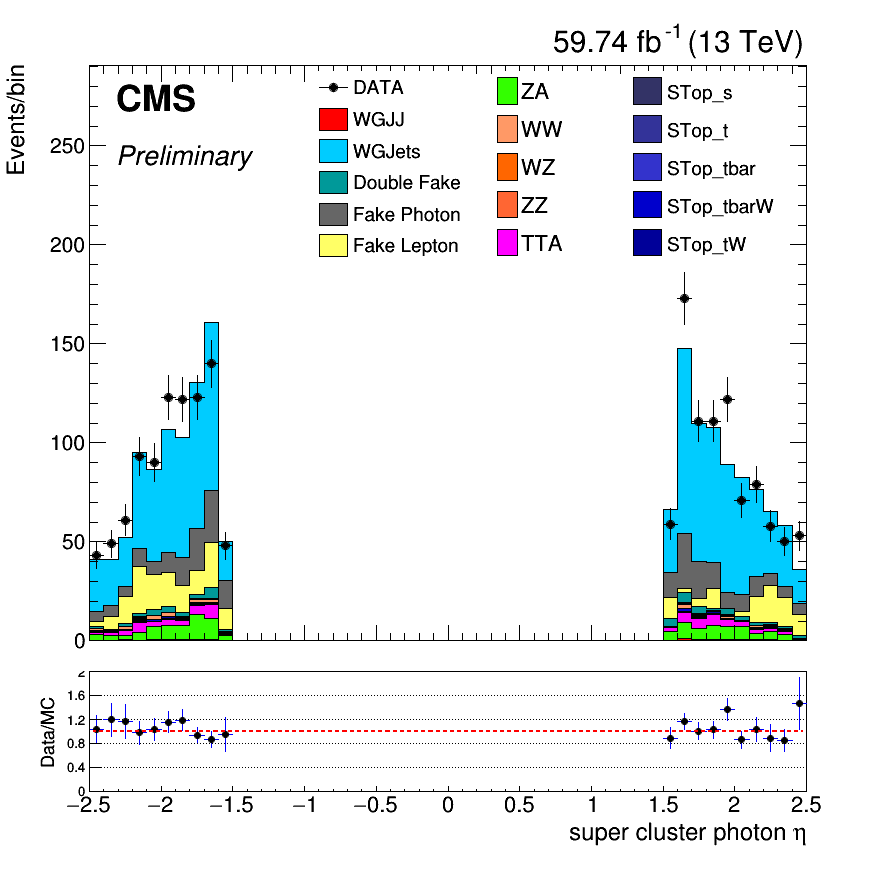 59.74 fb-1 (13 TeV)
Events/bin
CMS
Preliminary
DATA
WGJJ
WGJets
Double Fake
Fake Photon
Fake Lepton
ZA
WW
WZ
ZZ
TTA
STop_s
STop_t
STop_tbar
STop_tbarW
STop_tW
250
200
150
100
50
0
Data/MC
2
1.6
1.2
0.8
0.4
0
−2.5 −2 −1.5 −1 −0.5 0 0.5 1 1.5 2 2.5
super cluster photon η